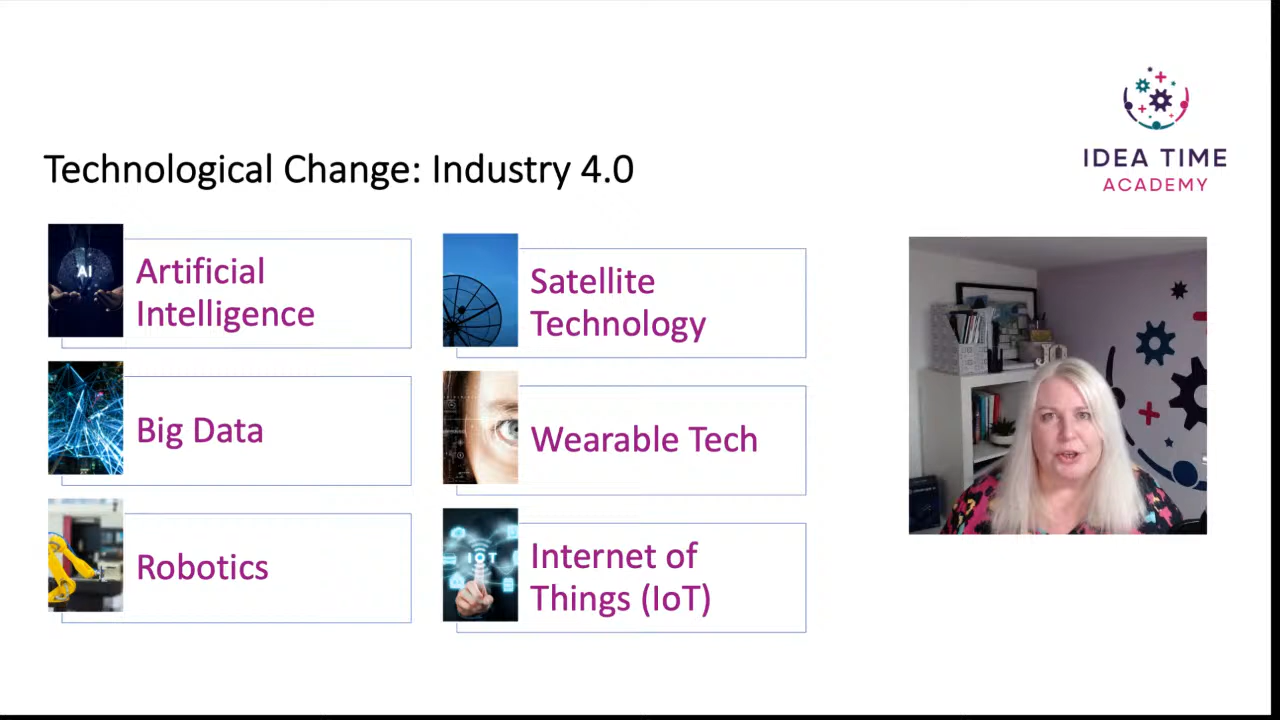 Technological Change: Industry 4.0
IDEA TIME
ACADEMY
AI
Artificial
Intelligence
Big Data
Robotics
Satellite
Technology
Wearable Tech
IOT
Internet of
Things (IoT)
JO